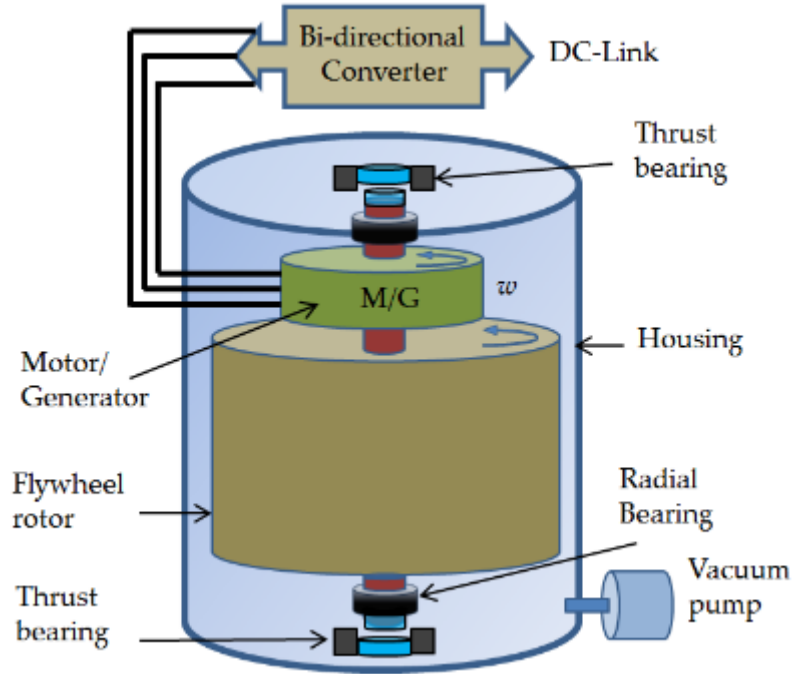 Bi-directional
Converter
DC-Link
Thrust
bearing
M/G
w
Motor/
Generator
Housing
Flywheel
rotor
Radial
Bearing
Thrust
bearing
Vacuum
pump